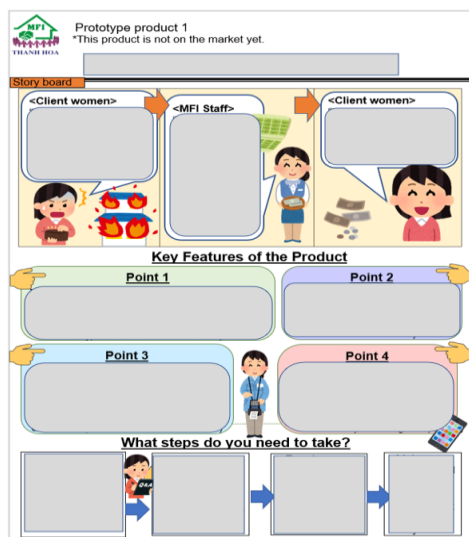 MFI
THANH HOA
Prototype product 1
*This product is not on the market yet.
Story board
<Client women>
<MFI Staff>
<Client women>
Key Features of the Product
Point 1
Point 2
Point 3
Point 4
What steps do you need to take?
Q&A